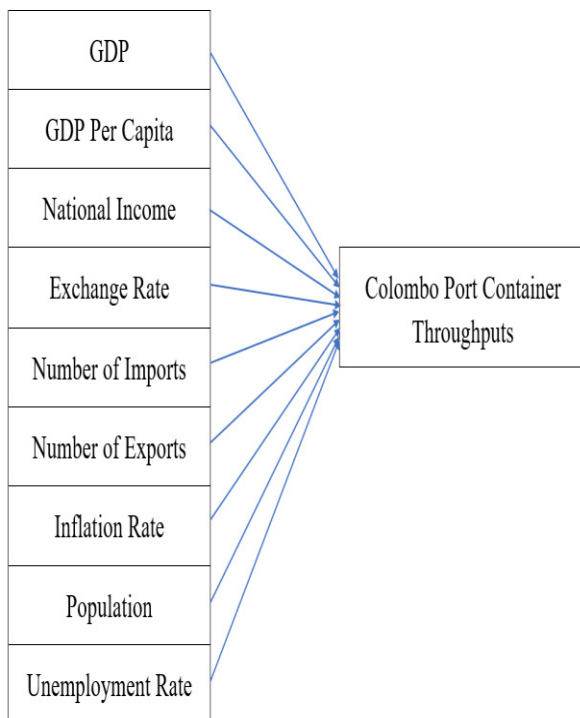 GDP
GDP Per Capita
National Income
Exchange Rate
Number of Imports
Number of Exports
Inflation Rate
Population
Unemployment Rate
Colombo Port Container
Throughputs